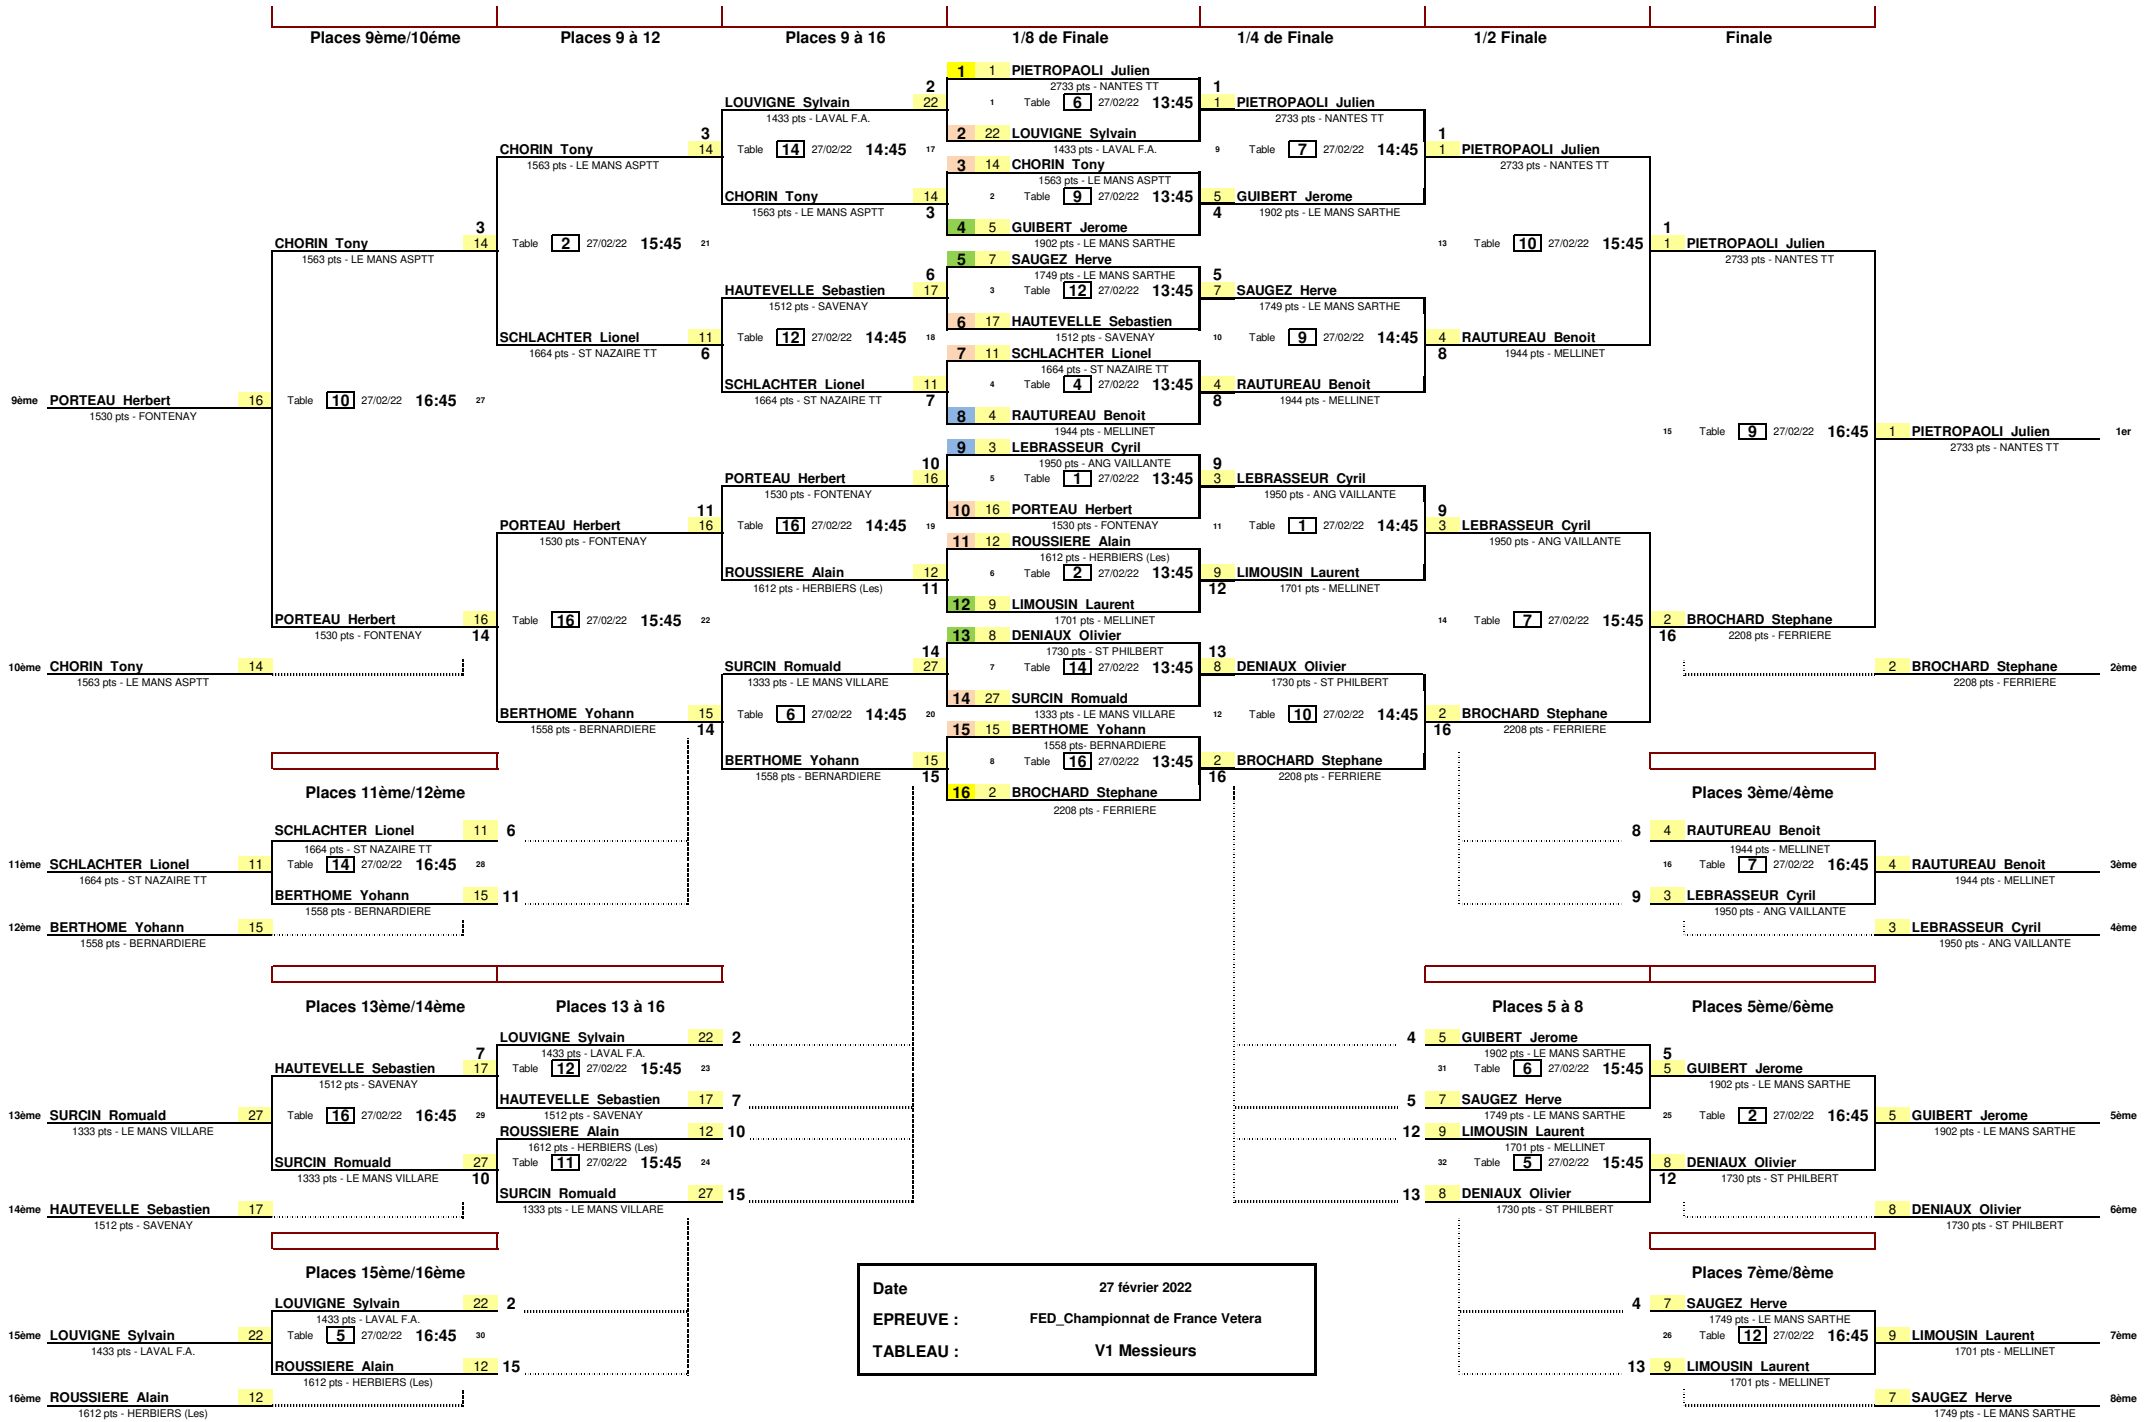 Places 9ème/10éme
Places 9 à 12
Places 9 à 16
1/8 de Finale
1/4 de Finale
1/2 Finale
Finale
1 1 PIETROPAOLI Julien
2733 pts - NANTES TT
1 Table 6 27/02/22 13:45
2 22 LOUVIGNE Sylvain
1433 pts - LAVAL F.A.
3 14 CHORIN Tony
1563 pts - LE MANS ASPTT
2 Table 9 27/02/22 13:45
4 5 GUIBERT Jerome
1902 pts - LE MANS SARTHE
5 7 SAUGEZ Herve
1749 pts - LE MANS SARTHE
3 Table 12 27/02/22 13:45
6 17 HAUTEVELLE Sebastien
1512 pts - SAVENAY
7 11 SCHLACHTER Lionel
1664 pts - ST NAZAIRE TT
4 Table 4 27/02/22 13:45
8 4 RAUTUREAU Benoit
1944 pts - MELLINET
9 3 LEBRASSEUR Cyril
1950 pts - ANG VAILLANTE
5 Table 1 27/02/22 13:45
10 16 PORTEAU Herbert
1530 pts - FONTENAY
11 12 ROUSSIERE Alain
1612 pts - HERBIERS (Les)
6 Table 2 27/02/22 13:45
12 9 LIMOUSIN Laurent
1701 pts - MELLINET
13 8 DENIAUX Olivier
1730 pts - ST PHILBERT
7 Table 14 27/02/22 13:45
14 27 SURCIN Romuald
1333 pts - LE MANS VILLARE
15 15 BERTHOME Yohann
1558 pts- BERNARDIERE
8 Table 16 27/02/22 13:45
16 2 BROCHARD Stephane
2208 pts - FERRIERE
2
LOUVIGNE Sylvain 22
1433 pts - LAVAL F.A.
Table 14 27/02/22 14:45 17
CHORIN Tony 14
1563 pts - LE MANS ASPTT 3
6
HAUTEVELLE Sebastien 17
1512 pts - SAVENAY
Table 12 27/02/22 14:45 18
SCHLACHTER Lionel 11
1664 pts - ST NAZAIRE TT 7
10
PORTEAU Herbert 16
1530 pts - FONTENAY
Table 16 27/02/22 14:45 19
ROUSSIERE Alain 12
1612 pts - HERBIERS (Les) 11
14
SURCIN Romuald 27
1333 pts - LE MANS VILLARE
Table 6 27/02/22 14:45 20
BERTHOME Yohann 15
1558 pts - BERNARDIERE 15
3
CHORIN Tony 14
1563 pts - LE MANS ASPTT
Table 2 27/02/22 15:45 21
SCHLACHTER Lionel 11
1664 pts - ST NAZAIRE TT 6
11
PORTEAU Herbert 16
1530 pts - FONTENAY
Table 16 27/02/22 15:45 22
BERTHOME Yohann 15
1558 pts - BERNARDIERE 14
3
CHORIN Tony 14
1563 pts - LE MANS ASPTT
Table 10 27/02/22 16:45 27
PORTEAU Herbert 16
1530 pts - FONTENAY 14
9ème PORTEAU Herbert 16
1530 pts - FONTENAY
10ème CHORIN Tony 14
1563 pts - LE MANS ASPTT
1
1 PIETROPAOLI Julien
2733 pts - NANTES TT
9 Table 7 27/02/22 14:45
5 GUIBERT Jerome
4 1902 pts - LE MANS SARTHE
5
7 SAUGEZ Herve
1749 pts - LE MANS SARTHE
10 Table 9 27/02/22 14:45
4 RAUTUREAU Benoit
8 1944 pts - MELLINET
9
3 LEBRASSEUR Cyril
1950 pts - ANG VAILLANTE
11 Table 1 27/02/22 14:45
9 LIMOUSIN Laurent
12 1701 pts - MELLINET
13
8 DENIAUX Olivier
1730 pts - ST PHILBERT
12 Table 10 27/02/22 14:45
2 BROCHARD Stephane
16 2208 pts - FERRIERE
1
1 PIETROPAOLI Julien
2733 pts - NANTES TT
13 Table 10 27/02/22 15:45
4 RAUTUREAU Benoit
8 1944 pts - MELLINET
9
3 LEBRASSEUR Cyril
1950 pts - ANG VAILLANTE
14 Table 7 27/02/22 15:45
2 BROCHARD Stephane
16 2208 pts - FERRIERE
1
1 PIETROPAOLI Julien
2733 pts - NANTES TT
15 Table 9 27/02/22 16:45
2 BROCHARD Stephane
16 2208 pts - FERRIERE
1 PIETROPAOLI Julien 1er
2733 pts - NANTES TT
2 BROCHARD Stephane 2ème
2208 pts - FERRIERE
Places 11ème/12ème
SCHLACHTER Lionel 11 6
1664 pts - ST NAZAIRE TT
Table 14 27/02/22 16:45 28
BERTHOME Yohann 15 11
1558 pts - BERNARDIERE
11ème SCHLACHTER Lionel 11
1664 pts - ST NAZAIRE TT
12ème BERTHOME Yohann 15
1558 pts - BERNARDIERE
Places 3ème/4ème
8 4 RAUTUREAU Benoit
1944 pts - MELLINET
16 Table 7 27/02/22 16:45
9 3 LEBRASSEUR Cyril
1950 pts - ANG VAILLANTE
4 RAUTUREAU Benoit 3ème
1944 pts - MELLINET
3 LEBRASSEUR Cyril 4ème
1950 pts - ANG VAILLANTE
Places 13ème/14ème
Places 13 à 16
LOUVIGNE Sylvain 22 2
1433 pts - LAVAL F.A.
Table 12 27/02/22 15:45 23
HAUTEVELLE Sebastien 17 7
1512 pts - SAVENAY
ROUSSIERE Alain 12 10
1612 pts - HERBIERS (Les)
Table 11 27/02/22 15:45 24
SURCIN Romuald 27 15
1333 pts - LE MANS VILLARE
7
HAUTEVELLE Sebastien 17
1512 pts - SAVENAY
Table 16 27/02/22 16:45 29
SURCIN Romuald 27
1333 pts - LE MANS VILLARE 10
13ème SURCIN Romuald 27
1333 pts - LE MANS VILLARE
14ème HAUTEVELLE Sebastien 17
1512 pts - SAVENAY
Places 5 à 8
Places 5ème/6ème
4 5 GUIBERT Jerome
1902 pts - LE MANS SARTHE
31 Table 6 27/02/22 15:45
5 7 SAUGEZ Herve
1749 pts - LE MANS SARTHE
12 9 LIMOUSIN Laurent
1701 pts - MELLINET
32 Table 5 27/02/22 15:45
13 8 DENIAUX Olivier
1730 pts - ST PHILBERT
5
5 GUIBERT Jerome
1902 pts - LE MANS SARTHE
25 Table 2 27/02/22 16:45
8 DENIAUX Olivier
12 1730 pts - ST PHILBERT
5 GUIBERT Jerome 5ème
1902 pts - LE MANS SARTHE
8 DENIAUX Olivier 6ème
1730 pts - ST PHILBERT
Places 15ème/16ème
LOUVIGNE Sylvain 22 2
1433 pts - LAVAL F.A.
Table 5 27/02/22 16:45 30
ROUSSIERE Alain 12 15
1612 pts - HERBIERS (Les)
15ème LOUVIGNE Sylvain 22
1433 pts - LAVAL F.A.
16ème ROUSSIERE Alain 12
1612 pts - HERBIERS (Les)
Date 27 février 2022
EPREUVE : FED_Championnat de France Vetera
TABLEAU : V1 Messieurs
Places 7ème/8ème
4 7 SAUGEZ Herve
1749 pts - LE MANS SARTHE
26 Table 12 27/02/22 16:45
13 9 LIMOUSIN Laurent
1701 pts - MELLINET
9 LIMOUSIN Laurent 7ème
1701 pts - MELLINET
7 SAUGEZ Herve 8ème
1749 pts - LE MANS SARTHE